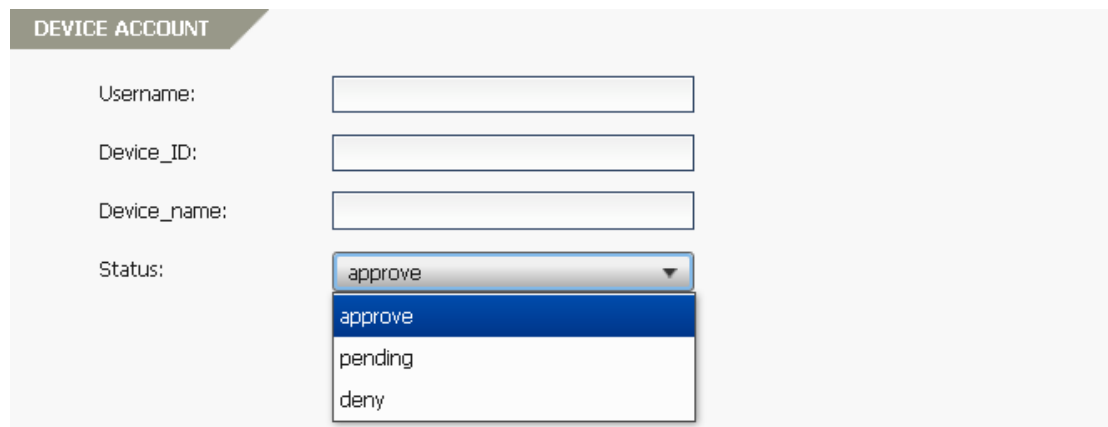 DEVICE ACCOUNT
Username:
Device_ID:
Device_name:
Status:
approve
approve
pending
deny